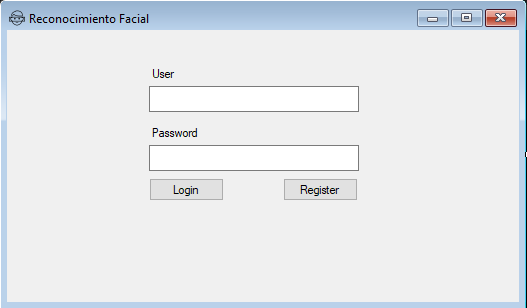 Reconocimiento Facial
User
Password
Login
Register